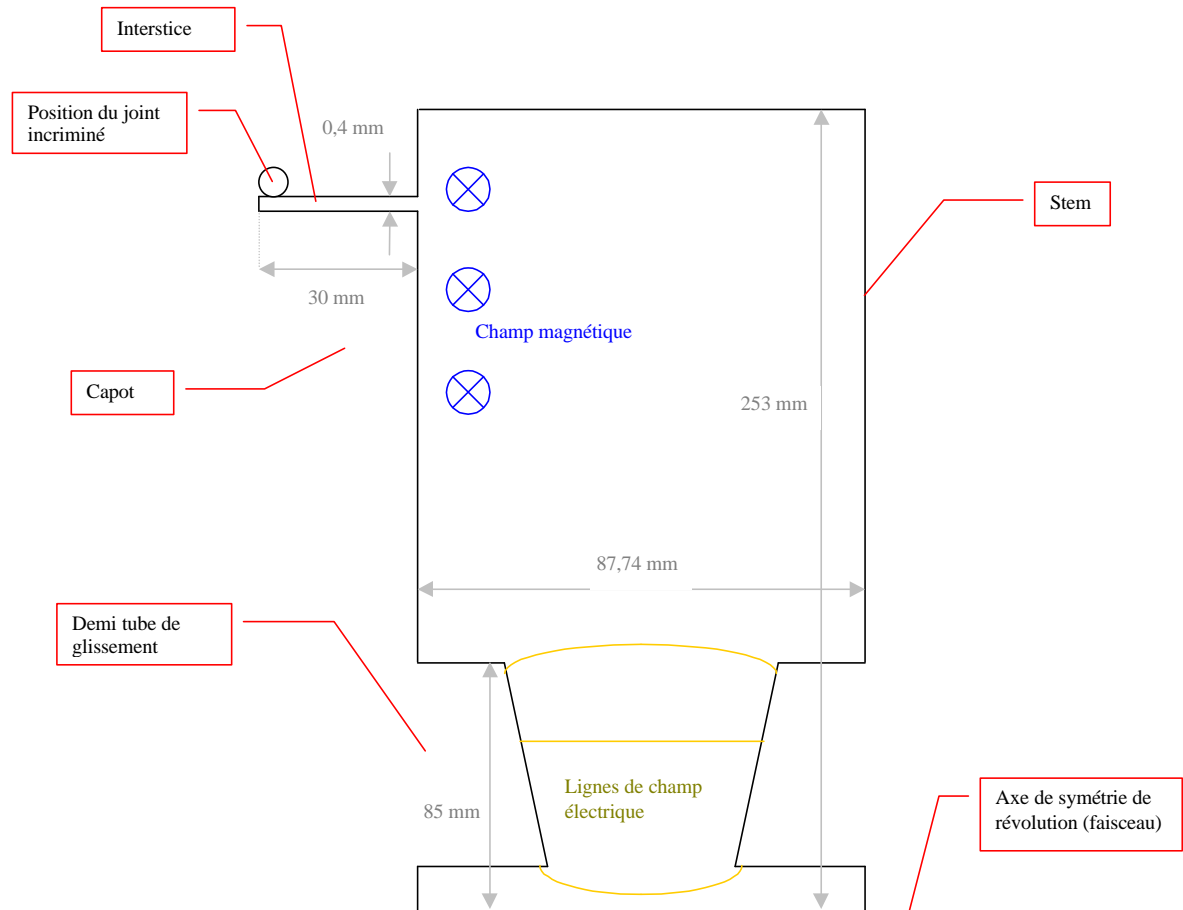 Interstice
Position du joint
incriminé
0,4 mm
Stem
30 mm
Champ magnétique
Capot
253 mm
87,74 mm
Demi tube de
glissement
Lignes de champ
électrique
85 mm
Axe de symétrie de
révolution (faisceau)